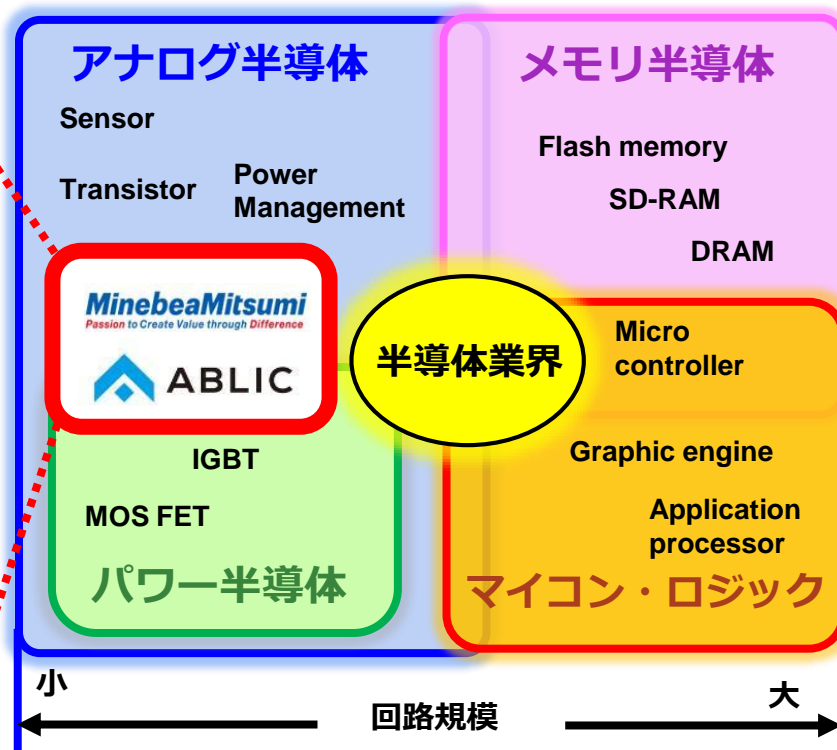 アナログ半導体
Sensor
Transistor
Power
Management
MinebeaMitsumi
Passion to Create Value through Difference
ABLIC
IGBT
MOS FET
パワー半導体
半導体業界
メモリ半導体
Flash memory
SD-RAM
DRAM
Micro
controller
Graphic engine
Application
processor
マイコン・ロジック
小
回路規模
大